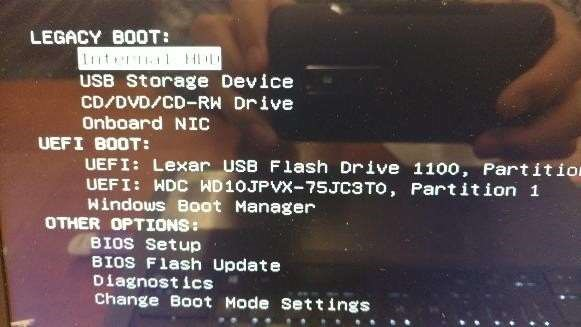 LEGACY BOOT:
Internal HDD
USB Storage Device
CD/DVD/CD-RW Drive
Onboard NIC
UEFI BOOT:
UEFI: Lexar USB Flash Drive 1100, Partitio
UEFI: WDC WD10JPVX-75JC3T0, Partition 1
Windows Boot Manager
OTHER OPTIONS:
BIOS Setup
BIOS Flash Update
Diagnostics
Change Boot Mode Settings